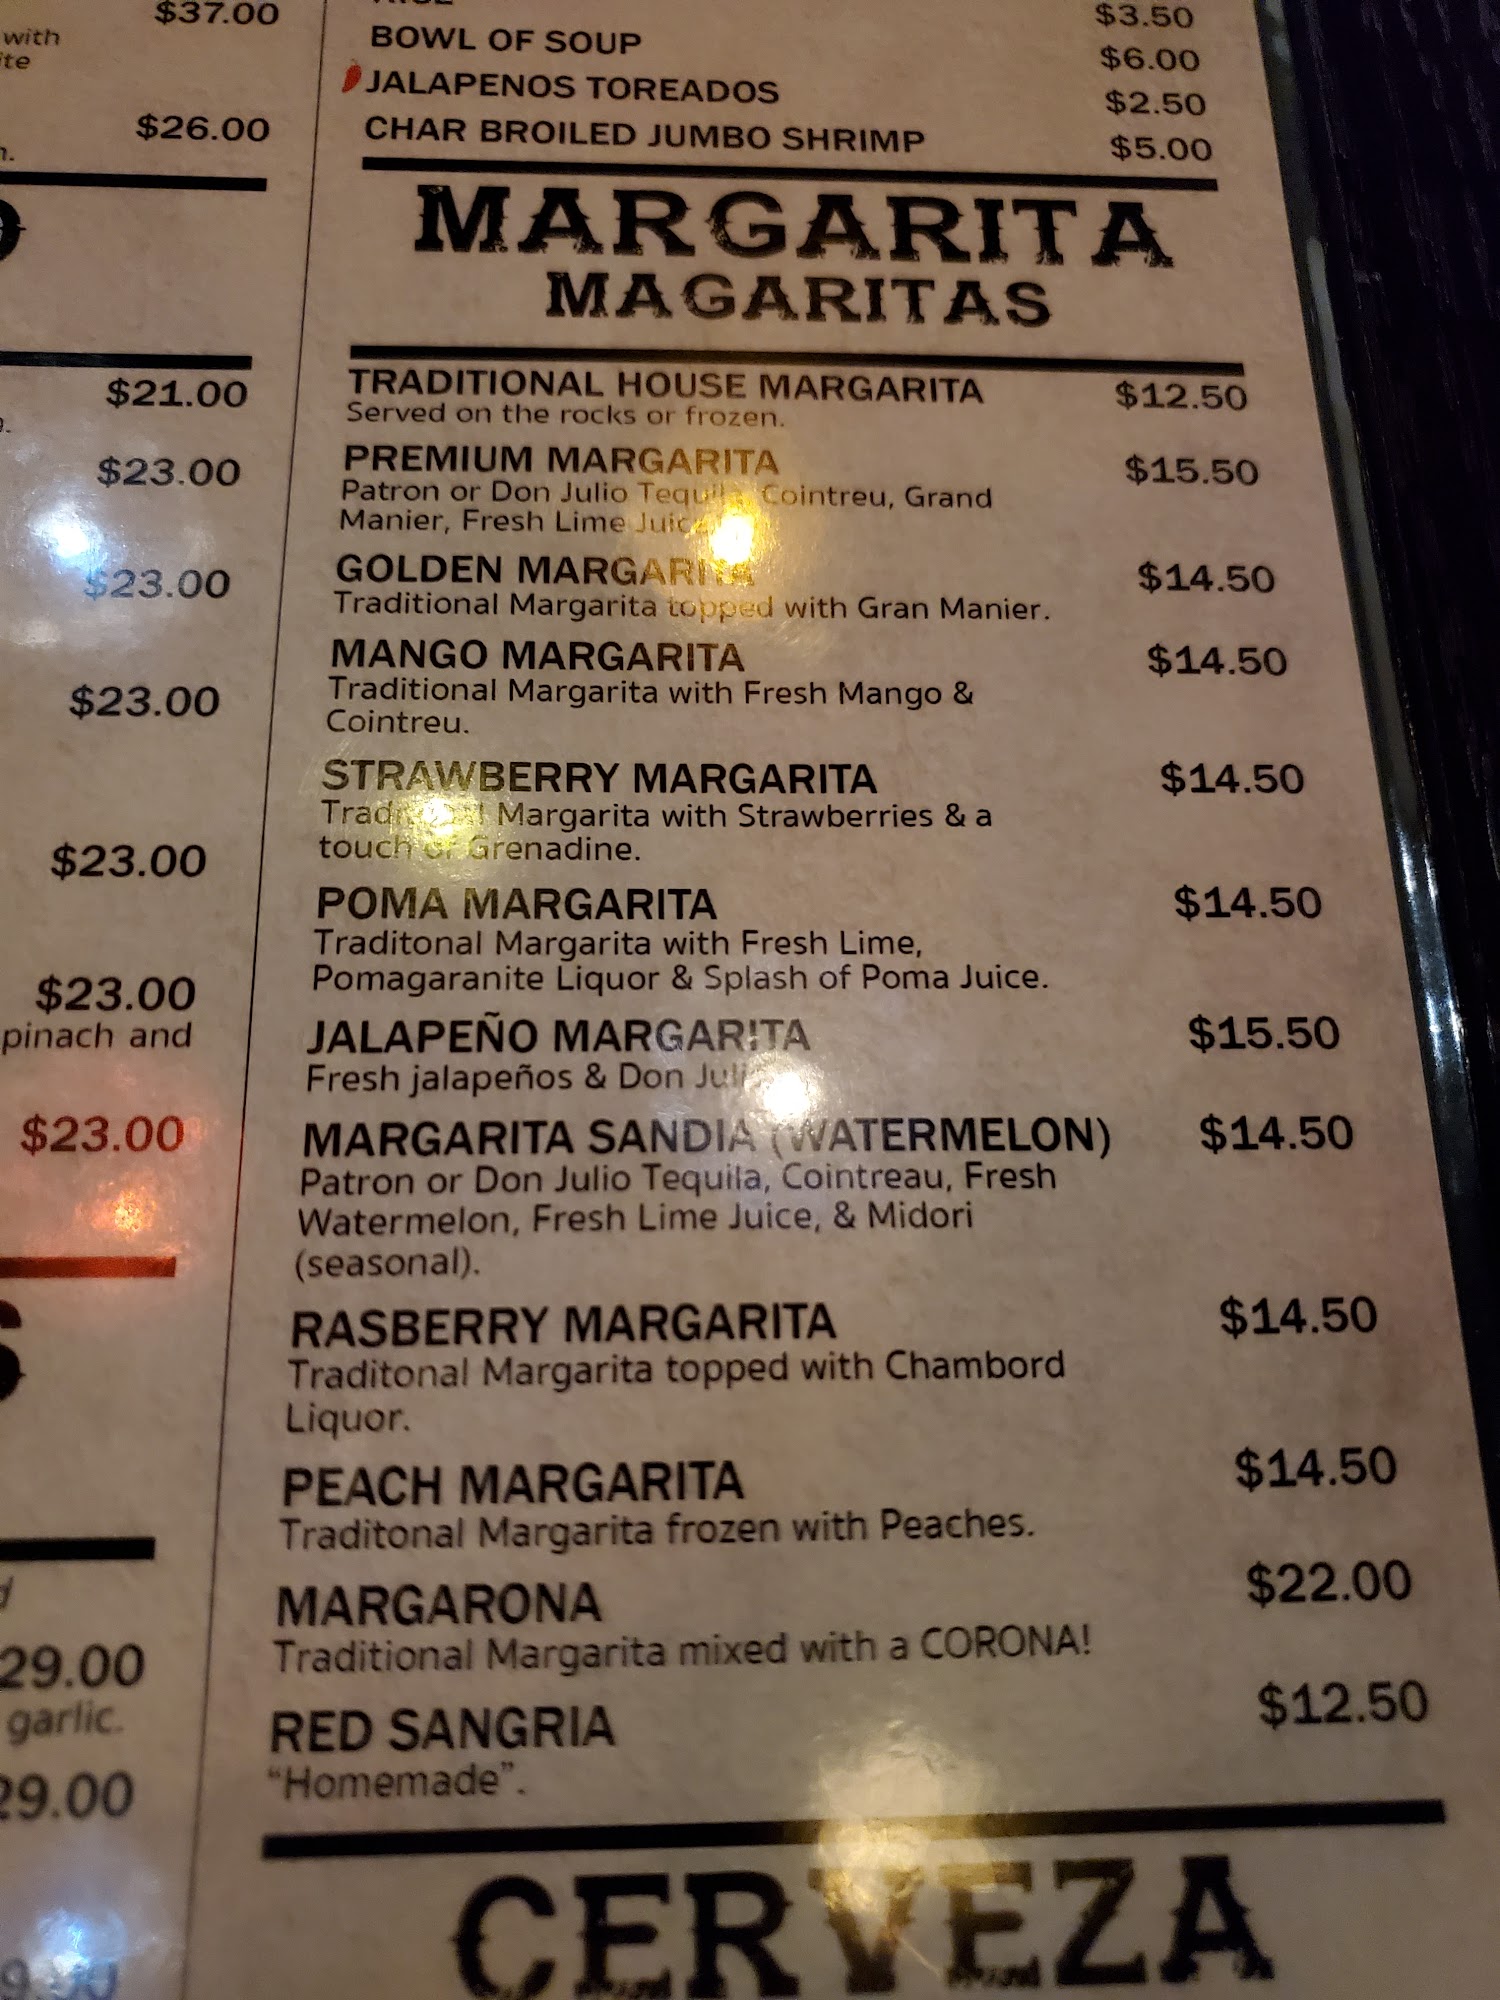 $37.00
with
$26.00
$21.00
$23.00
$23.00
$23.00
$23.00
$23.00
pinach and
$23.00
29.00
garlic.
29.00
$3.50
BOWL OF SOUP $6.00
JALAPENOS TOREADOS $2.50
CHAR BROILED JUMBO SHRIMP $5.00
MARGARITA
MAGARITAS
TRADITIONAL HOUSE MARGARITA $12.50
Served on the rocks or frozen.
PREMIUM MARGARITA $15.50
Patron or Don Julio Tequila, Cointreu, Grand
Manier, Fresh Lime Juice
GOLDEN MARGARITA $14.50
Traditional Margarita topped with Gran Manier.
MANGO MARGARITA $14.50
Traditional Margarita with Fresh Mango &
Cointreu.
STRAWBERRY MARGARITA $14.50
Traditional Margarita with Strawberries & a
touch of Grenadine.
POMA MARGARITA $14.50
Traditonal Margarita with Fresh Lime,
Pomagaranite Liquor & Splash of Poma Juice.
JALAPEÑO MARGARITA $15.50
Fresh jalapeños & Don Julio
MARGARITA SANDIA (WATERMELON) $14.50
Patron or Don Julio Tequila, Cointreau, Fresh
Watermelon, Fresh Lime Juice, & Midori
(seasonal).
RASBERRY MARGARITA $14.50
Traditonal Margarita topped with Chambord
Liquor.
PEACH MARGARITA $14.50
Traditonal Margarita frozen with Peaches.
MARGARONA $22.00
Traditional Margarita mixed with a CORONA!
RED SANGRIA $12.50
“Homemade”.
CERVEZA